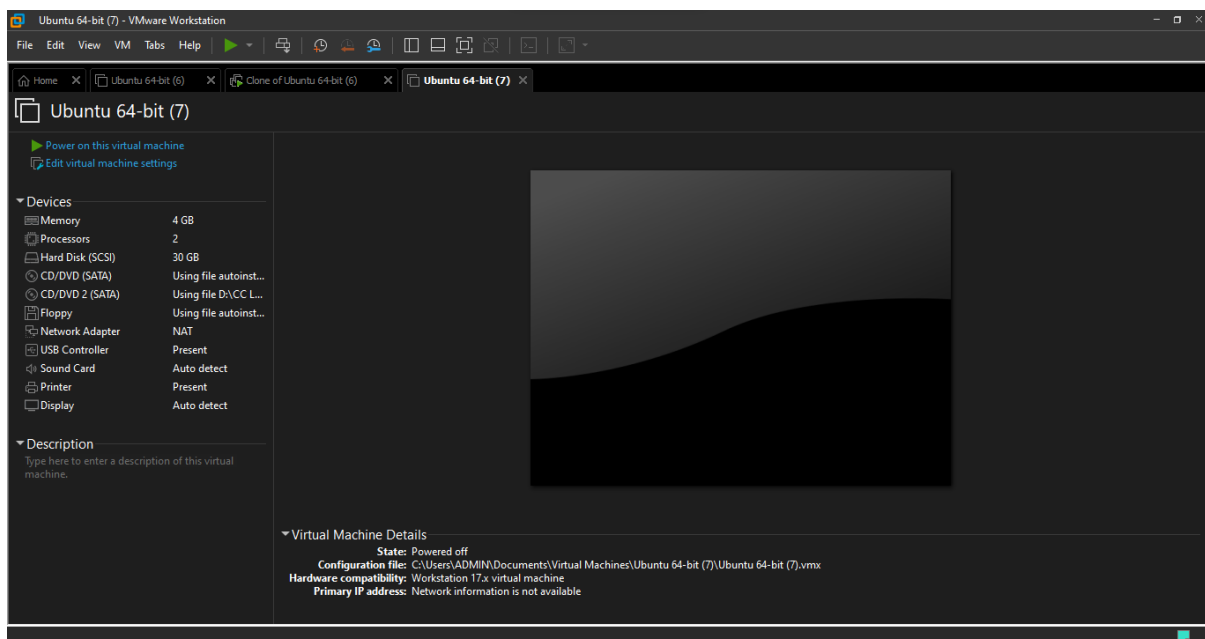 Ubuntu 64-bit (7) - VMware Workstation
File Edit View VM Tabs Help
Home Ubuntu 64-bit (6) Clone of Ubuntu 64-bit (6) Ubuntu 64-bit (7)
Ubuntu 64-bit (7)
Power on this virtual machine
Edit virtual machine settings
Devices
Memory 4 GB
Processors 2
Hard Disk (SCSI) 30 GB
CD/DVD (SATA) Using file autoinst...
CD/DVD 2 (SATA) Using file D:\CC L...
Floppy Using file autoinst...
Network Adapter NAT
USB Controller Present
Sound Card Auto detect
Printer Present
Display Auto detect
Description
Type here to enter a description of this virtual
machine.
Virtual Machine Details
State: Powered off
Configuration file: C:\Users\ADMIN\Documents\Virtual Machines\Ubuntu 64-bit (7)\Ubuntu 64-bit (7).vmx
Hardware compatibility: Workstation 17.x virtual machine
Primary IP address: Network information is not available